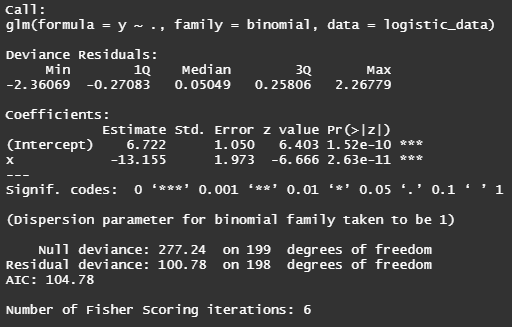 Call:
glm(formula = y ~ ., family = binomial, data = logistic_data)
Deviance Residuals:
     Min       1Q   Median       3Q      Max
-2.36069 -0.27083  0.05049  0.25806  2.26779
Coefficients:
            Estimate Std. Error z value Pr(>|z|)
(Intercept)    6.722      1.050   6.403 1.52e-10 ***
x            -13.155      1.973  -6.666 2.63e-11 ***
---
Signif. codes:  0 ‘***’ 0.001 ‘**’ 0.01 ‘*’ 0.05 ‘.’ 0.1 ‘ ’ 1
(Dispersion parameter for binomial family taken to be 1)
    Null deviance: 277.24  on 199  degrees of freedom
Residual deviance: 100.78  on 198  degrees of freedom
AIC: 104.78
Number of Fisher Scoring iterations: 6